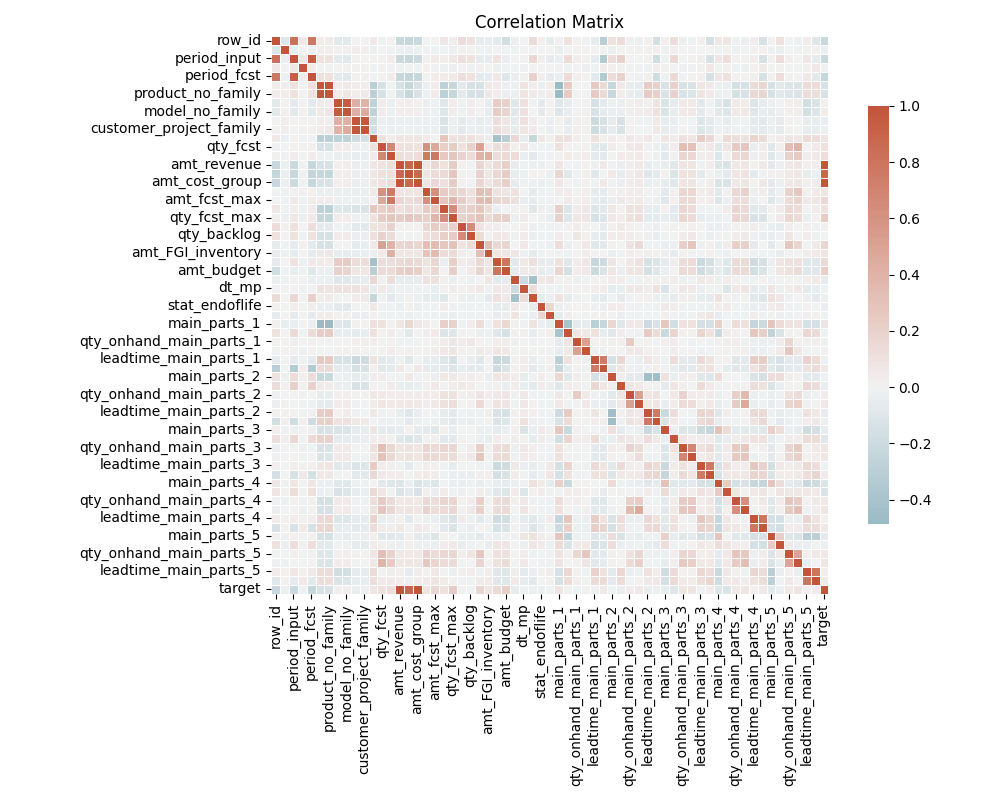 Correlation Matrix
row_id
period_input
period_fcst
product_no_family
model_no_family
customer_project_family
qty_fcst
amt_revenue
amt_cost_group
amt_fcst_max
qty_fcst_max
qty_backlog
amt_FGI_inventory
amt_budget
dt_mp
stat_endoflife
main_parts_1
qty_onhand_main_parts_1
leadtime_main_parts_1
main_parts_2
qty_onhand_main_parts_2
leadtime_main_parts_2
main_parts_3
qty_onhand_main_parts_3
leadtime_main_parts_3
main_parts_4
qty_onhand_main_parts_4
leadtime_main_parts_4
main_parts_5
qty_onhand_main_parts_5
leadtime_main_parts_5
target
row_id
period_input
period_fcst
product_no_family
model_no_family
customer_project_family
qty_fcst
amt_revenue
amt_cost_group
amt_fcst_max
qty_fcst_max
qty_backlog
amt_FGI_inventory
amt_budget
dt_mp
stat_endoflife
main_parts_1
qty_onhand_main_parts_1
leadtime_main_parts_1
main_parts_2
qty_onhand_main_parts_2
leadtime_main_parts_2
main_parts_3
qty_onhand_main_parts_3
leadtime_main_parts_3
main_parts_4
qty_onhand_main_parts_4
leadtime_main_parts_4
main_parts_5
qty_onhand_main_parts_5
leadtime_main_parts_5
target
1.0
0.8
0.6
0.4
0.2
0.0
−0.2
−0.4